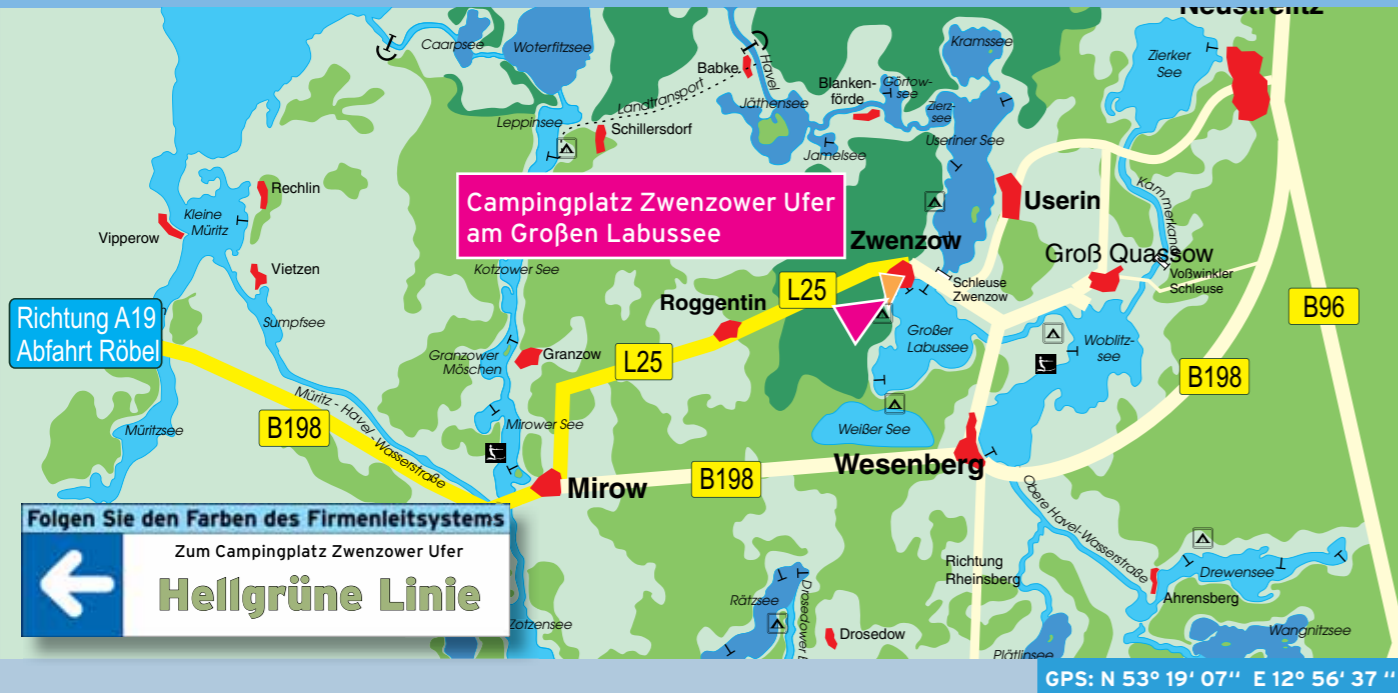 Neustrelitz
Caarpsee
Woterfitzsee
Kramssee
Zierker
See
Babke
Havel
Landtransport
Jäthensee
Blanken-
förde
Görtow-
see
Zierz-
see
Leppinsee
Schillersdorf
Jamelsee
Useriner See
Rechlin
Kleine
Müritz
Vipperow
Vietzen
Sumpfsee
Campingplatz Zwenzower Ufer
am Großen Labussee
Kotzower See
Zwenzow
Userin
Kammerkanal
Groß Quassow
Voßwinkler
Schleuse
Schleuse
Zwenzow
Richtung A19
Abfahrt Röbel
Roggentin
L25
B96
Granzower
Möschen
Granzow
L25
Großer
Labussee
Woblitz-
see
B198
Müritzsee
B198
Müritz - Havel - Wasserstraße
Mirower See
Weißer See
Mirow
B198
Wesenberg
Obere Havel-Wasserstraße
Folgen Sie den Farben des Firmenleitsystems
Zum Campingplatz Zwenzower Ufer
Hellgrüne Linie
Zotzensee
Rätzsee
Drosedower
Drosedow
Richtung
Rheinsberg
Plätlinsee
Drewensee
Ahrensberg
Wangnitzsee
GPS: N 53° 19' 07'' E 12° 56' 37 ''